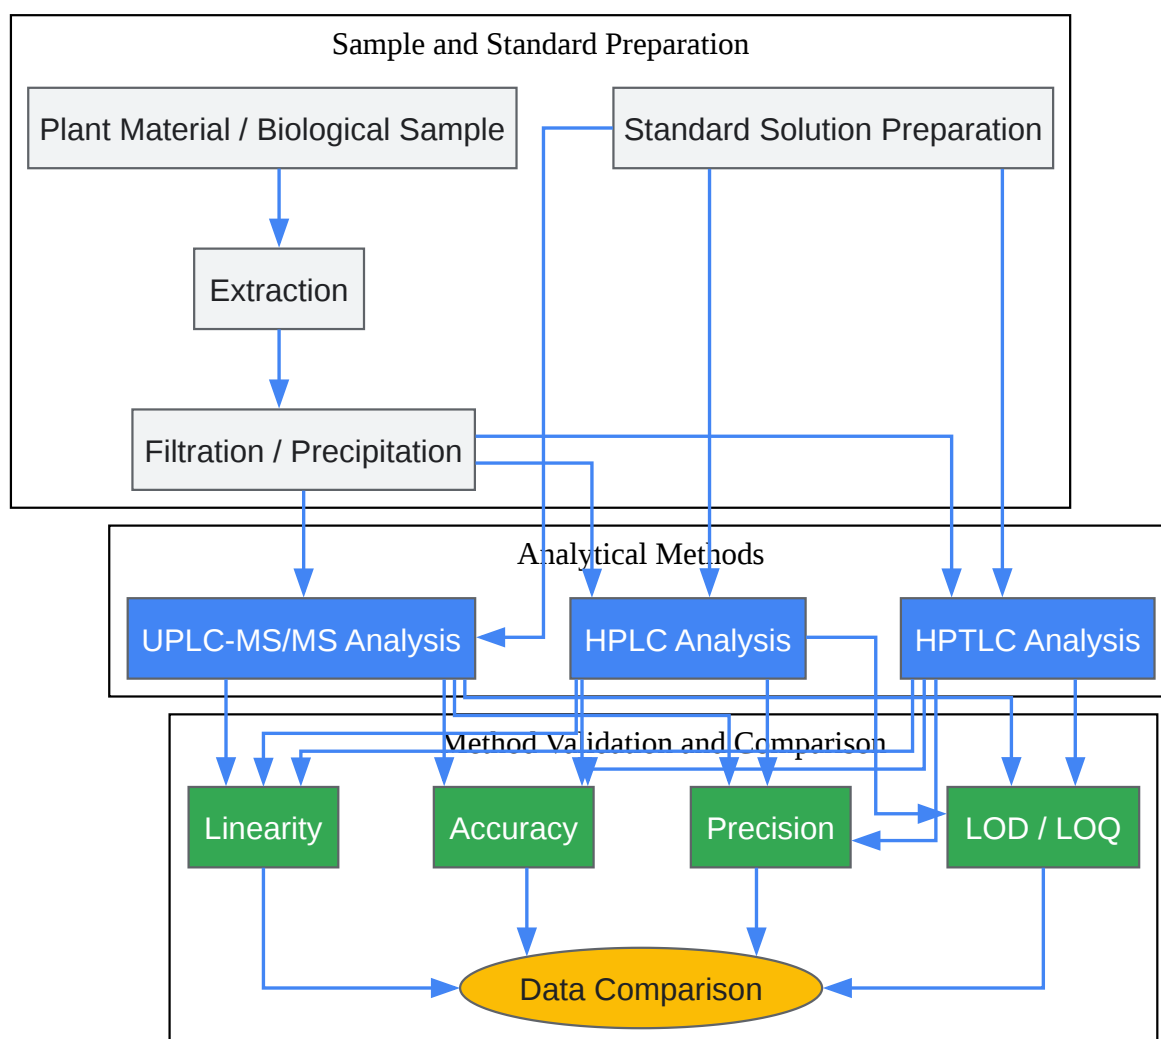 Sample and Standard Preparation
Plant Material / Biological Sample
Standard Solution Preparation
Extraction
Filtration / Precipitation
Analytical Methods
UPLC-MS/MS Analysis
HPLC Analysis
HPTLC Analysis
Method Validation and Comparison
Linearity
Accuracy
Precision
LOD / LOQ
Data Comparison